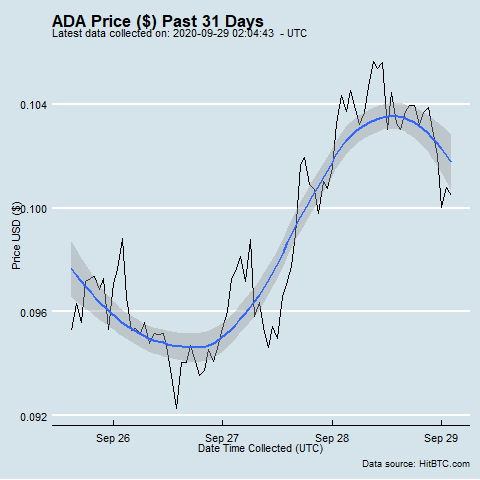 ADA Price ($) Past 31 Days
Latest data collected on: 2020-09-29 02:04:43 - UTC
0.104
0.100
0.096
0.092
Price USD ($)
Sep 26
Sep 27
Sep 28
Sep 29
Date Time Collected (UTC)
Data source: HitBTC.com